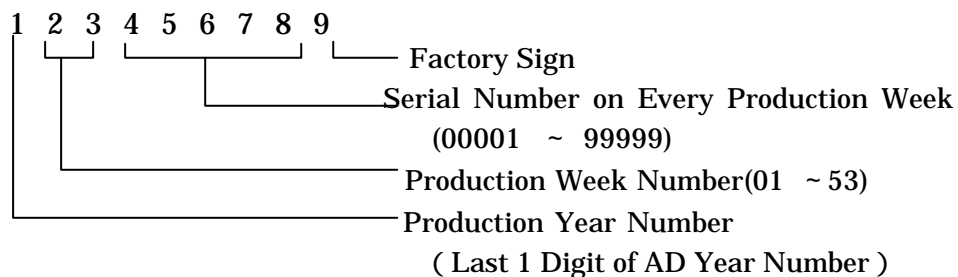 1 2 3 4 5 6 7 8 9
Factory Sign
Serial Number on Every Production Week
(00001 ~ 99999)
Production Week Number(01 ~ 53)
Production Year Number
( Last 1 Digit of AD Year Number )